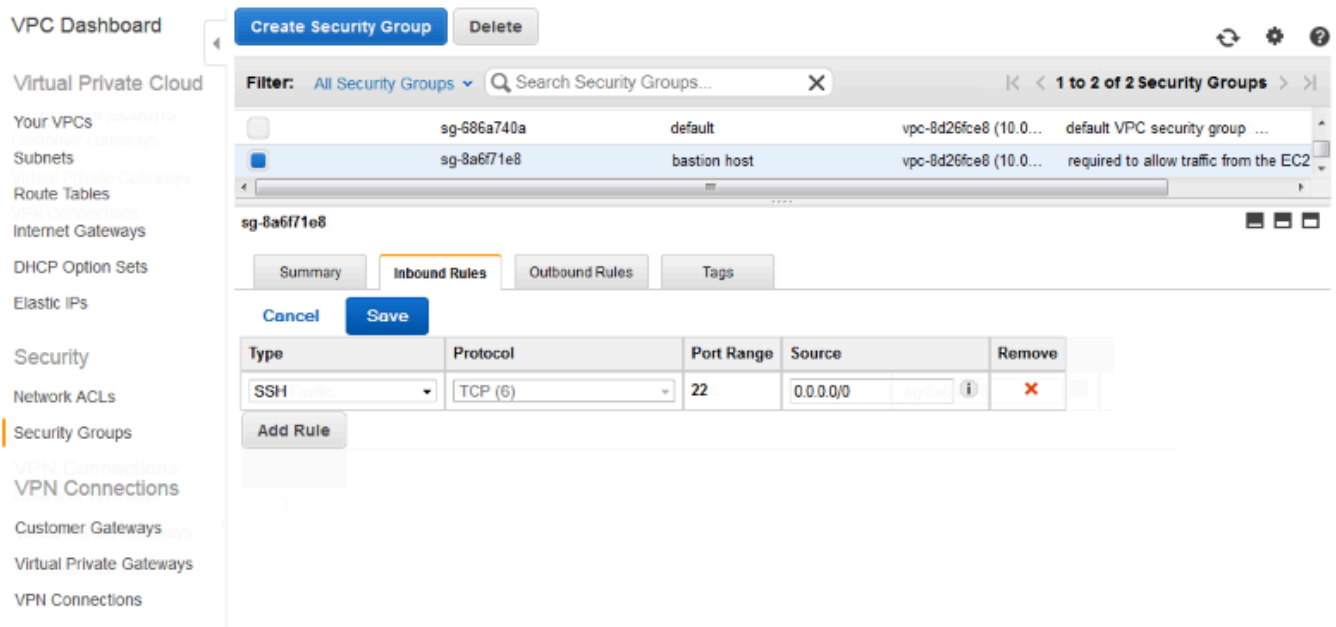 VPC Dashboard
Create Security Group Delete
Virtual Private Cloud
Filter: All Security Groups Search Security Groups... 1 to 2 of 2 Security Groups
Your VPCs
sg-686a740a default vpc-8d26fce8 (10.0... default VPC security group ...
Subnets
sg-8a6f71e8 bastion host vpc-8d26fce8 (10.0... required to allow traffic from the EC2
Route Tables
Internet Gateways
sg-8a6f71e8
DHCP Option Sets
Summary Inbound Rules Outbound Rules Tags
Elastic IPs
Cancel Save
Security
Type Protocol Port Range Source Remove
Network ACLs
SSH TCP (6) 22 0.0.0.0/0
Security Groups
Add Rule
VPN Connections
Customer Gateways
Virtual Private Gateways
VPN Connections